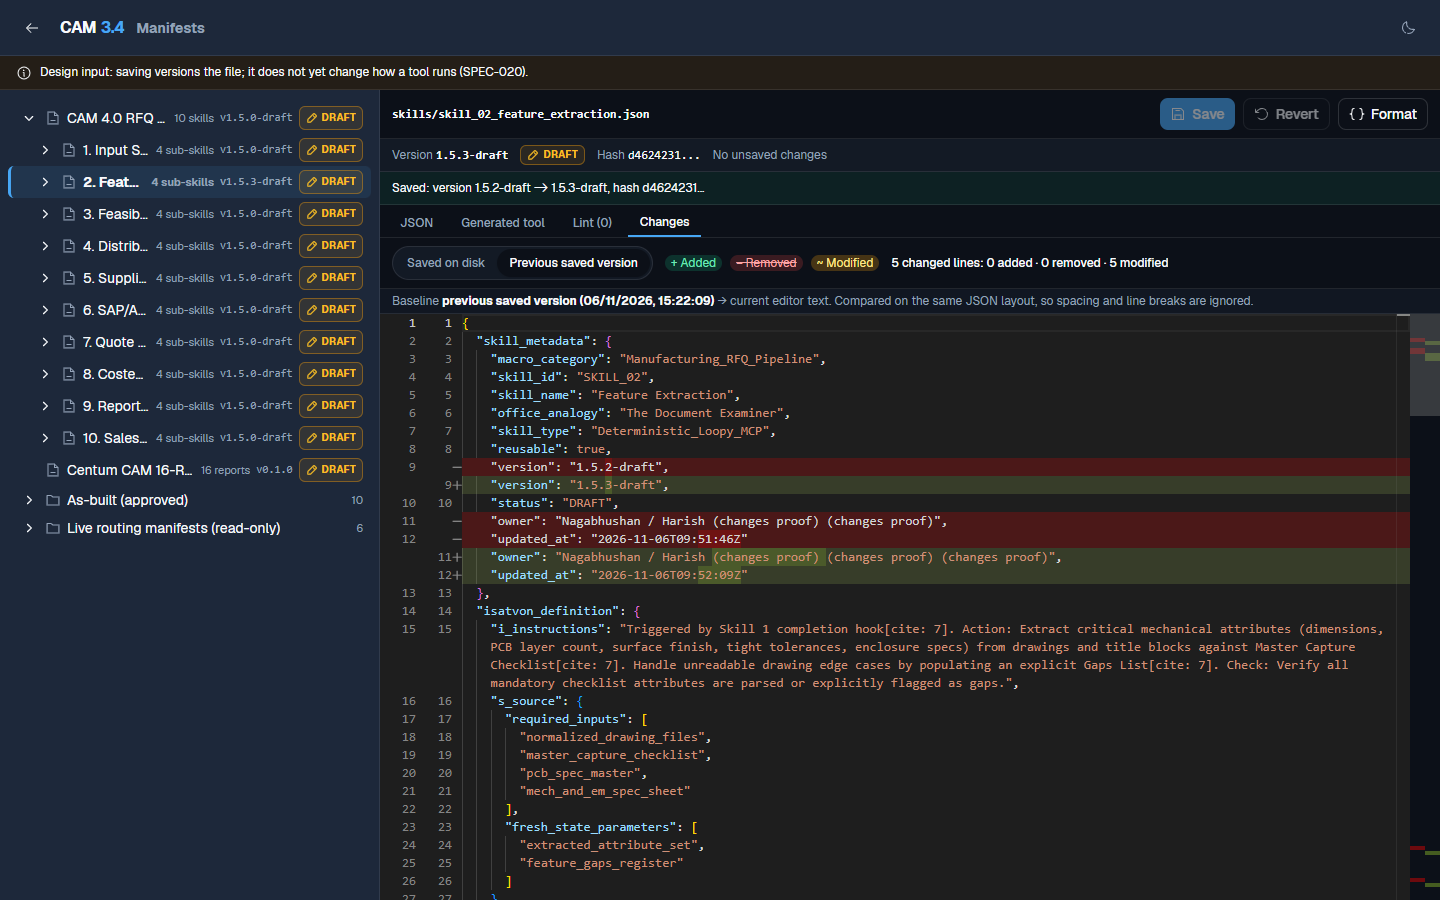 CAM 3.4 Manifests
Design input: saving versions the file; it does not yet change how a tool runs (SPEC-020).
CAM 4.0 RFQ ... 10 skills v1.5.0-draft DRAFT
1. Input S... 4 sub-skills v1.5.0-draft DRAFT
2. Feat... 4 sub-skills v1.5.3-draft DRAFT
3. Feasib... 4 sub-skills v1.5.0-draft DRAFT
4. Distrib... 4 sub-skills v1.5.0-draft DRAFT
5. Suppli... 4 sub-skills v1.5.0-draft DRAFT
6. SAP/A... 4 sub-skills v1.5.0-draft DRAFT
7. Quote ... 4 sub-skills v1.5.0-draft DRAFT
8. Coste... 4 sub-skills v1.5.0-draft DRAFT
9. Report... 4 sub-skills v1.5.0-draft DRAFT
10. Sales... 4 sub-skills v1.5.0-draft DRAFT
Centum CAM 16-R... 16 reports v0.1.0 DRAFT
As-built (approved) 10
Live routing manifests (read-only) 6
skills/skill_02_feature_extraction.json
Save Revert {} Format
Version 1.5.3-draft DRAFT Hash d4624231... No unsaved changes
Saved: version 1.5.2-draft → 1.5.3-draft, hash d4624231...
JSON Generated tool Lint (0) Changes
Saved on disk Previous saved version + Added − Removed ~ Modified 5 changed lines: 0 added · 0 removed · 5 modified
Baseline previous saved version (06/11/2026, 15:22:09) → current editor text. Compared on the same JSON layout, so spacing and line breaks are ignored.
1 1 {
2 2 "skill_metadata": {
3 3 "macro_category": "Manufacturing_RFQ_Pipeline",
4 4 "skill_id": "SKILL_02",
5 5 "skill_name": "Feature Extraction",
6 6 "office_analogy": "The Document Examiner",
7 7 "skill_type": "Deterministic_Loopy_MCP",
8 8 "reusable": true,
9 − "version": "1.5.2-draft",
9+ "version": "1.5.3-draft",
10 10 "status": "DRAFT",
11 − "owner": "Nagabhushan / Harish (changes proof) (changes proof)",
12 − "updated_at": "2026-11-06T09:51:46Z"
11+ "owner": "Nagabhushan / Harish (changes proof) (changes proof) (changes proof)",
12+ "updated_at": "2026-11-06T09:52:09Z"
13 13 },
14 14 "isatvon_definition": {
15 15 "i_instructions": "Triggered by Skill 1 completion hook[cite: 7]. Action: Extract critical mechanical attributes (dimensions,
PCB layer count, surface finish, tight tolerances, enclosure specs) from drawings and title blocks against Master Capture
Checklist[cite: 7]. Handle unreadable drawing edge cases by populating an explicit Gaps List[cite: 7]. Check: Verify all
mandatory checklist attributes are parsed or explicitly flagged as gaps.",
16 16 "s_source": {
17 17 "required_inputs": [
18 18 "normalized_drawing_files",
19 19 "master_capture_checklist",
20 20 "pcb_spec_master",
21 21 "mech_and_em_spec_sheet"
22 22 ],
23 23 "fresh_state_parameters": [
24 24 "extracted_attribute_set",
25 25 "feature_gaps_register"
26 26 ]
27 27 }